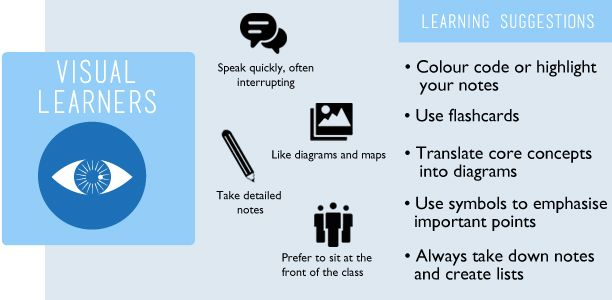 VISUAL
LEARNERS
Speak quickly, often
interrupting
Like diagrams and maps
Take detailed
notes
Prefer to sit at the
front of the class
LEARNING SUGGESTIONS
• Colour code or highlight
your notes
• Use flashcards
• Translate core concepts
into diagrams
• Use symbols to emphasise
important points
• Always take down notes
and create lists